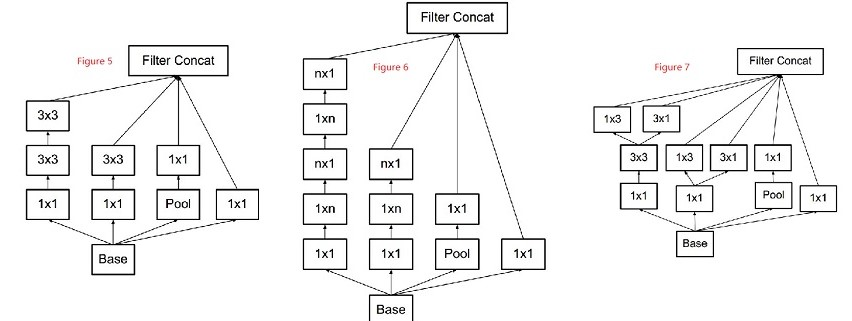 Figure 5
Filter Concat
3x3
3x3
3x3
1x1
1x1
1x1
Pool
1x1
Base
Filter Concat
Figure 6
nx1
1xn
nx1
nx1
1xn
1xn
1x1
1x1
1x1
Pool
1x1
Base
Figure 7
Filter Concat
1x3
3x1
3x3
1x3
3x1
1x1
1x1
1x1
Pool
1x1
Base